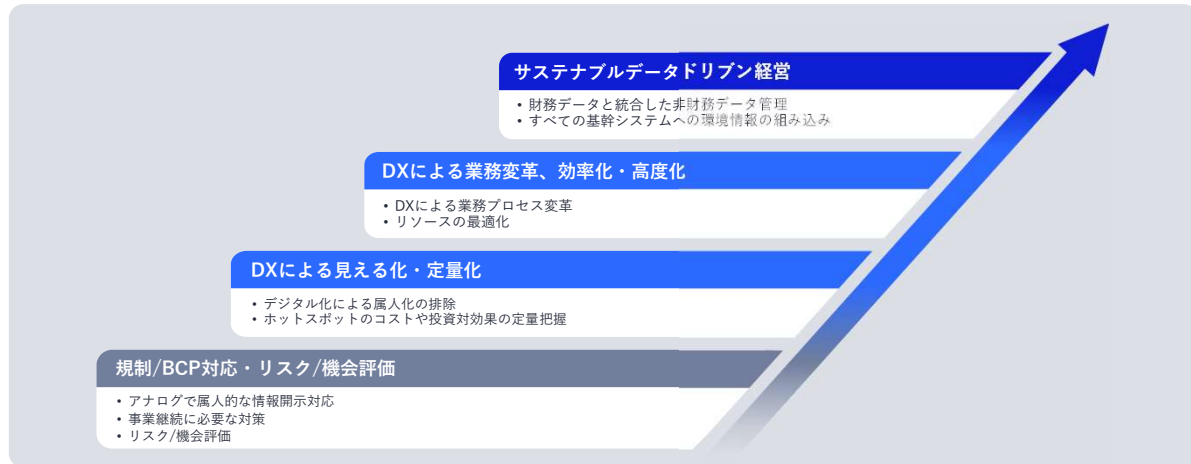 サステナブルデータドリブン経営
• 財務データと統合した非財務データ管理
• すべての基幹システムへの環境情報の組み込み
DXによる業務変革、効率化・高度化
• DXによる業務プロセス変革
• リソースの最適化
DXによる見える化・定量化
• デジタル化による属人化の排除
• ホットスポットのコストや投資対効果の定量把握
規制/BCP対応・リスク/機会評価
• アナログで属人的な情報開示対応
• 事業継続に必要な対策
• リスク/機会評価